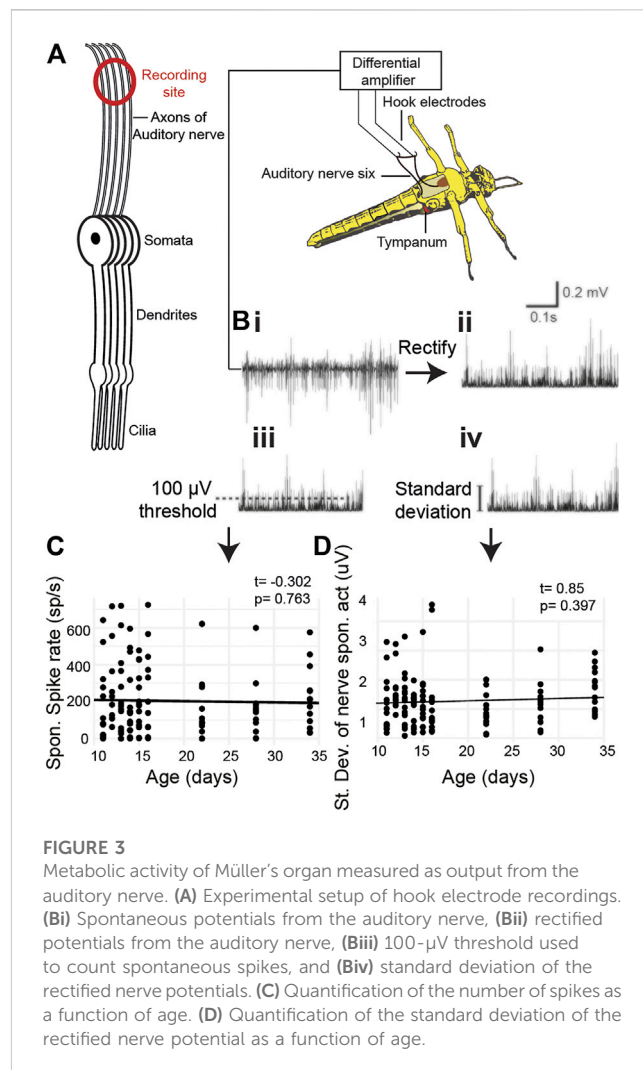 A
Recording
site
Axons of
Auditory nerve
Somata
Dendrites
Cilia
Differential
amplifier
Hook electrodes
Auditory nerve six
Tympanum
B i
Rectify
ii
0.2 mV
0.1s
iii
100 µV
threshold
iv
Standard
deviation
C
t= -0.302
p= 0.763
Spon. Spike rate (sp/s)
600
400
200
0
10 15 20 25 30 35
Age (days)
D
t= 0.85
p= 0.397
St. Dev. of nerve spon. act (uV)
4
3
2
1
0
10 15 20 25 30 35
Age (days)
FIGURE 3
Metabolic activity of Müller's organ measured as output from the
auditory nerve. (A) Experimental setup of hook electrode recordings.
(Bi) Spontaneous potentials from the auditory nerve, (Bii) rectified
potentials from the auditory nerve, (Biii) 100-µV threshold used
to count spontaneous spikes, and (Biv) standard deviation of the
rectified nerve potentials. (C) Quantification of the number of spikes as
a function of age. (D) Quantification of the standard deviation of the
rectified nerve potential as a function of age.